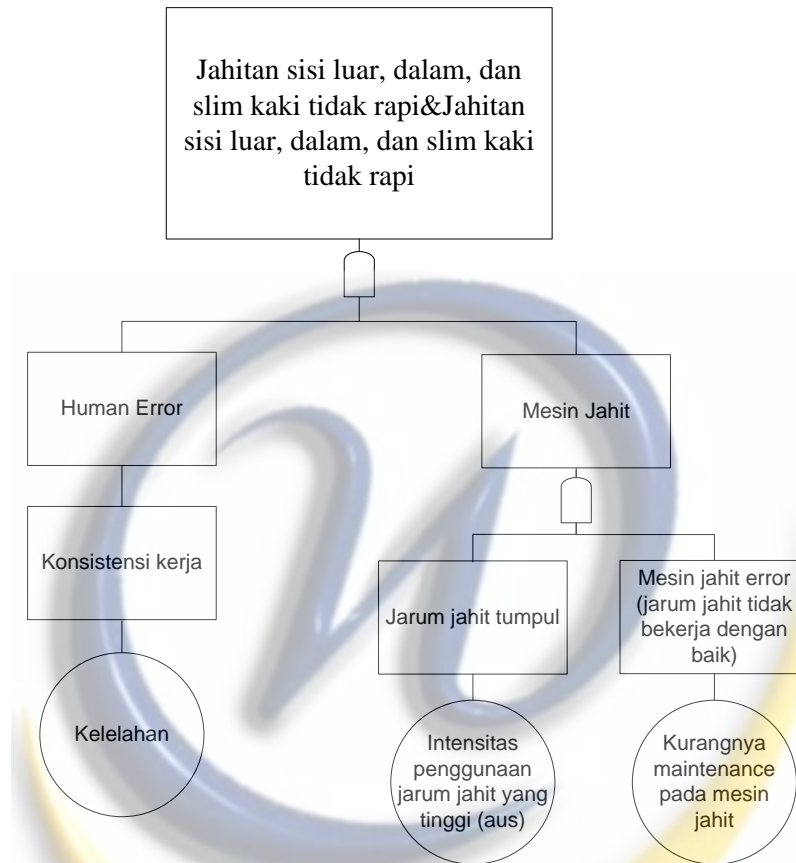 Jahitan sisi luar, dalam, dan
slim kaki tidak rapi&Jahitan
sisi luar, dalam, dan slim kaki
tidak rapi
Human Error
Mesin Jahit
Konsistensi kerja
Jarum jahit tumpul
Mesin jahit error
(jarum jahit tidak
bekerja dengan
baik)
Kelelahan
Intensitas
penggunaan
jarum jahit yang
tinggi (aus)
Kurangnya
maintenance
pada mesin
jahit